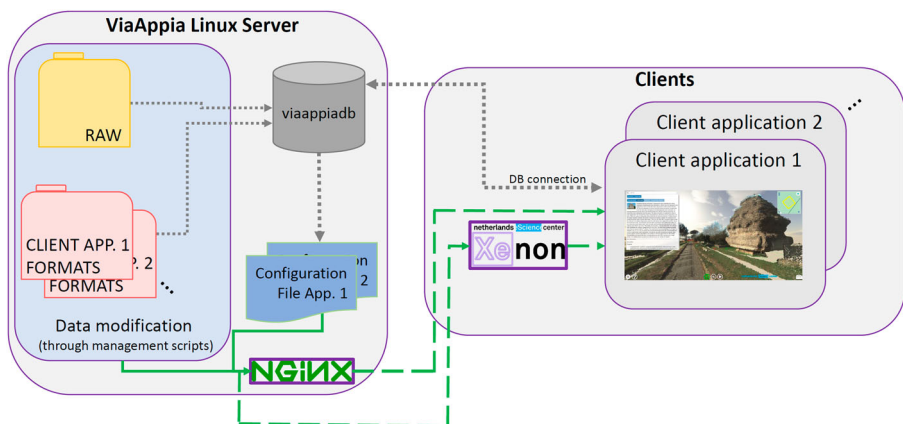 ViaAppia Linux Server
RAW
viaappiadb
CLIENT APP. 1
FORMATS
P. 2
FORMATS
Configuration
File App. 1
on
2
Data modification
(through management scripts)
NGiNX
Clients
Client application 2
Client application 1
DB connection
netherlands eScience center
Xenon